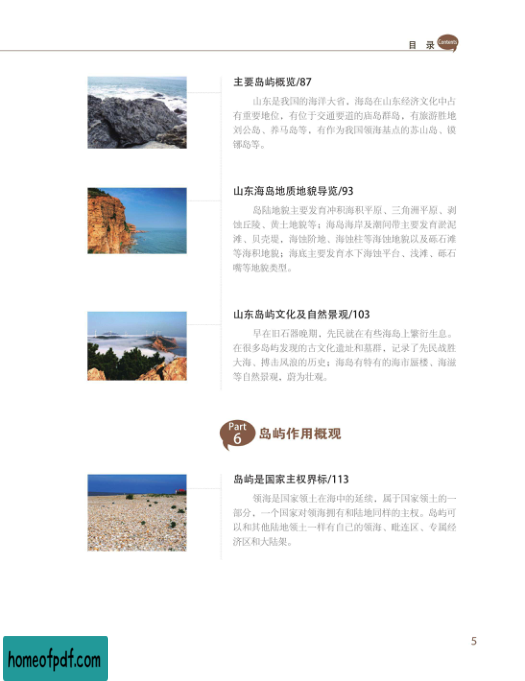 目 录 Contents
主要岛屿概览/87
山东是我国的海洋大省，海岛在山东经济文化中占
有重要地位，有位于交通要道的庙岛群岛，有旅游胜地
刘公岛、养马岛等，有作为我国领海基点的苏山岛、镆
铘岛等。
山东海岛地质地貌导览/93
岛陆地貌主要发育冲积海积平原、三角洲平原、剥
蚀丘陵、黄土地貌等；海岛海岸及潮间带主要发育淤泥
滩、贝壳堤，海蚀阶地、海蚀柱等海蚀地貌以及砾石滩
等海积地貌；海底主要发育水下海蚀平台、浅滩、砾石
嘴等地貌类型。
山东岛屿文化及自然景观/103
早在旧石器晚期，先民就在有些海岛上繁衍生息。
在很多岛屿发现的古文化遗址和墓群，记录了先民战胜
大海、搏击风浪的历史；海岛有特有的海市蜃楼、海滋
等自然景观，蔚为壮观。
Part
6 岛屿作用概观
岛屿是国家主权界标/113
领海是国家领土在海中的延续，属于国家领土的一
部分，一个国家对领海拥有和陆地同样的主权。岛屿可
以和其他陆地领土一样有自己的领海、毗连区、专属经
济区和大陆架。
5
homeofpdf.com